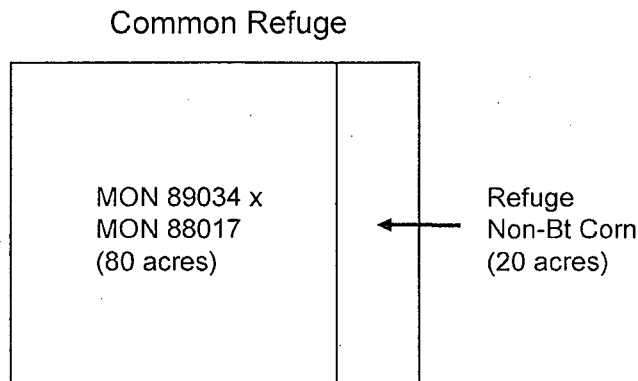 Common Refuge
MON 89034 x
MON 88017
(80 acres)
Refuge
Non-Bt Corn
(20 acres)